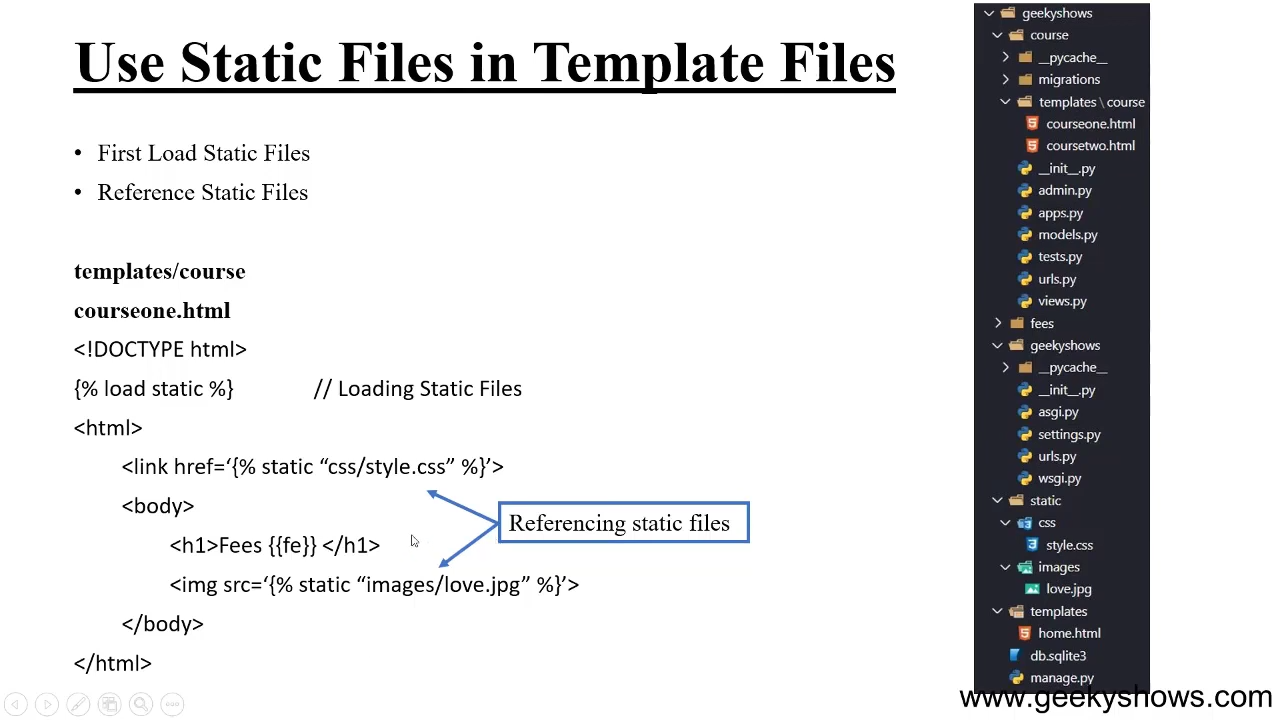 Use Static Files in Template Files
• First Load Static Files
• Reference Static Files
templates/course
courseone.html
<!DOCTYPE html>
{% load static %} // Loading Static Files
<html>
<link href=‘{% static “css/style.css” %}’>
<body>
Referencing static files
<h1>Fees {{fe}} </h1>
<img src=‘{% static “images/love.jpg” %}’>
</body>
</html>
geekyshows
course
__pycache__
migrations
templates \ course
courseone.html
coursetwo.html
__init__.py
admin.py
apps.py
models.py
tests.py
urls.py
views.py
fees
geekyshows
__pycache__
__init__.py
asgi.py
settings.py
urls.py
wsgi.py
static
css
style.css
images
love.jpg
templates
home.html
db.sqlite3
manage.py
www.geekyshows.com